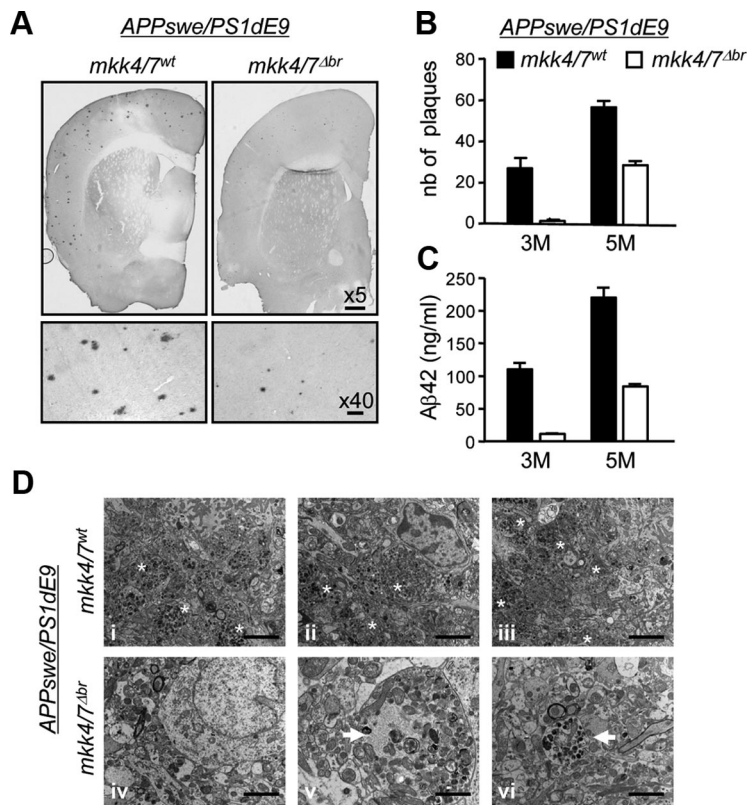 A
APPswe/PS1dE9
mkk4/7wt
mkk4/7Δbr
x5
x40
B
APPswe/PS1dE9
mkk4/7wt
mkk4/7Δbr
nb of plaques
80
60
40
20
0
3M
5M
C
Aβ42 (ng/ml)
250
200
150
100
50
0
3M
5M
D
APPswe/PS1dE9
mkk4/7wt
* * * i
* * * * ii
* * * * * iii
mkk4/7Δbr
iv
v
vi